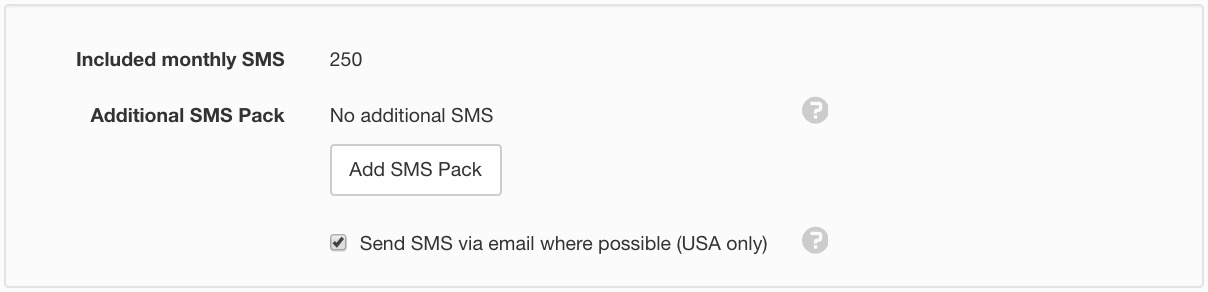 Included monthly SMS 250
Additional SMS Pack No additional SMS ?
Add SMS Pack
Send SMS via email where possible (USA only) ?